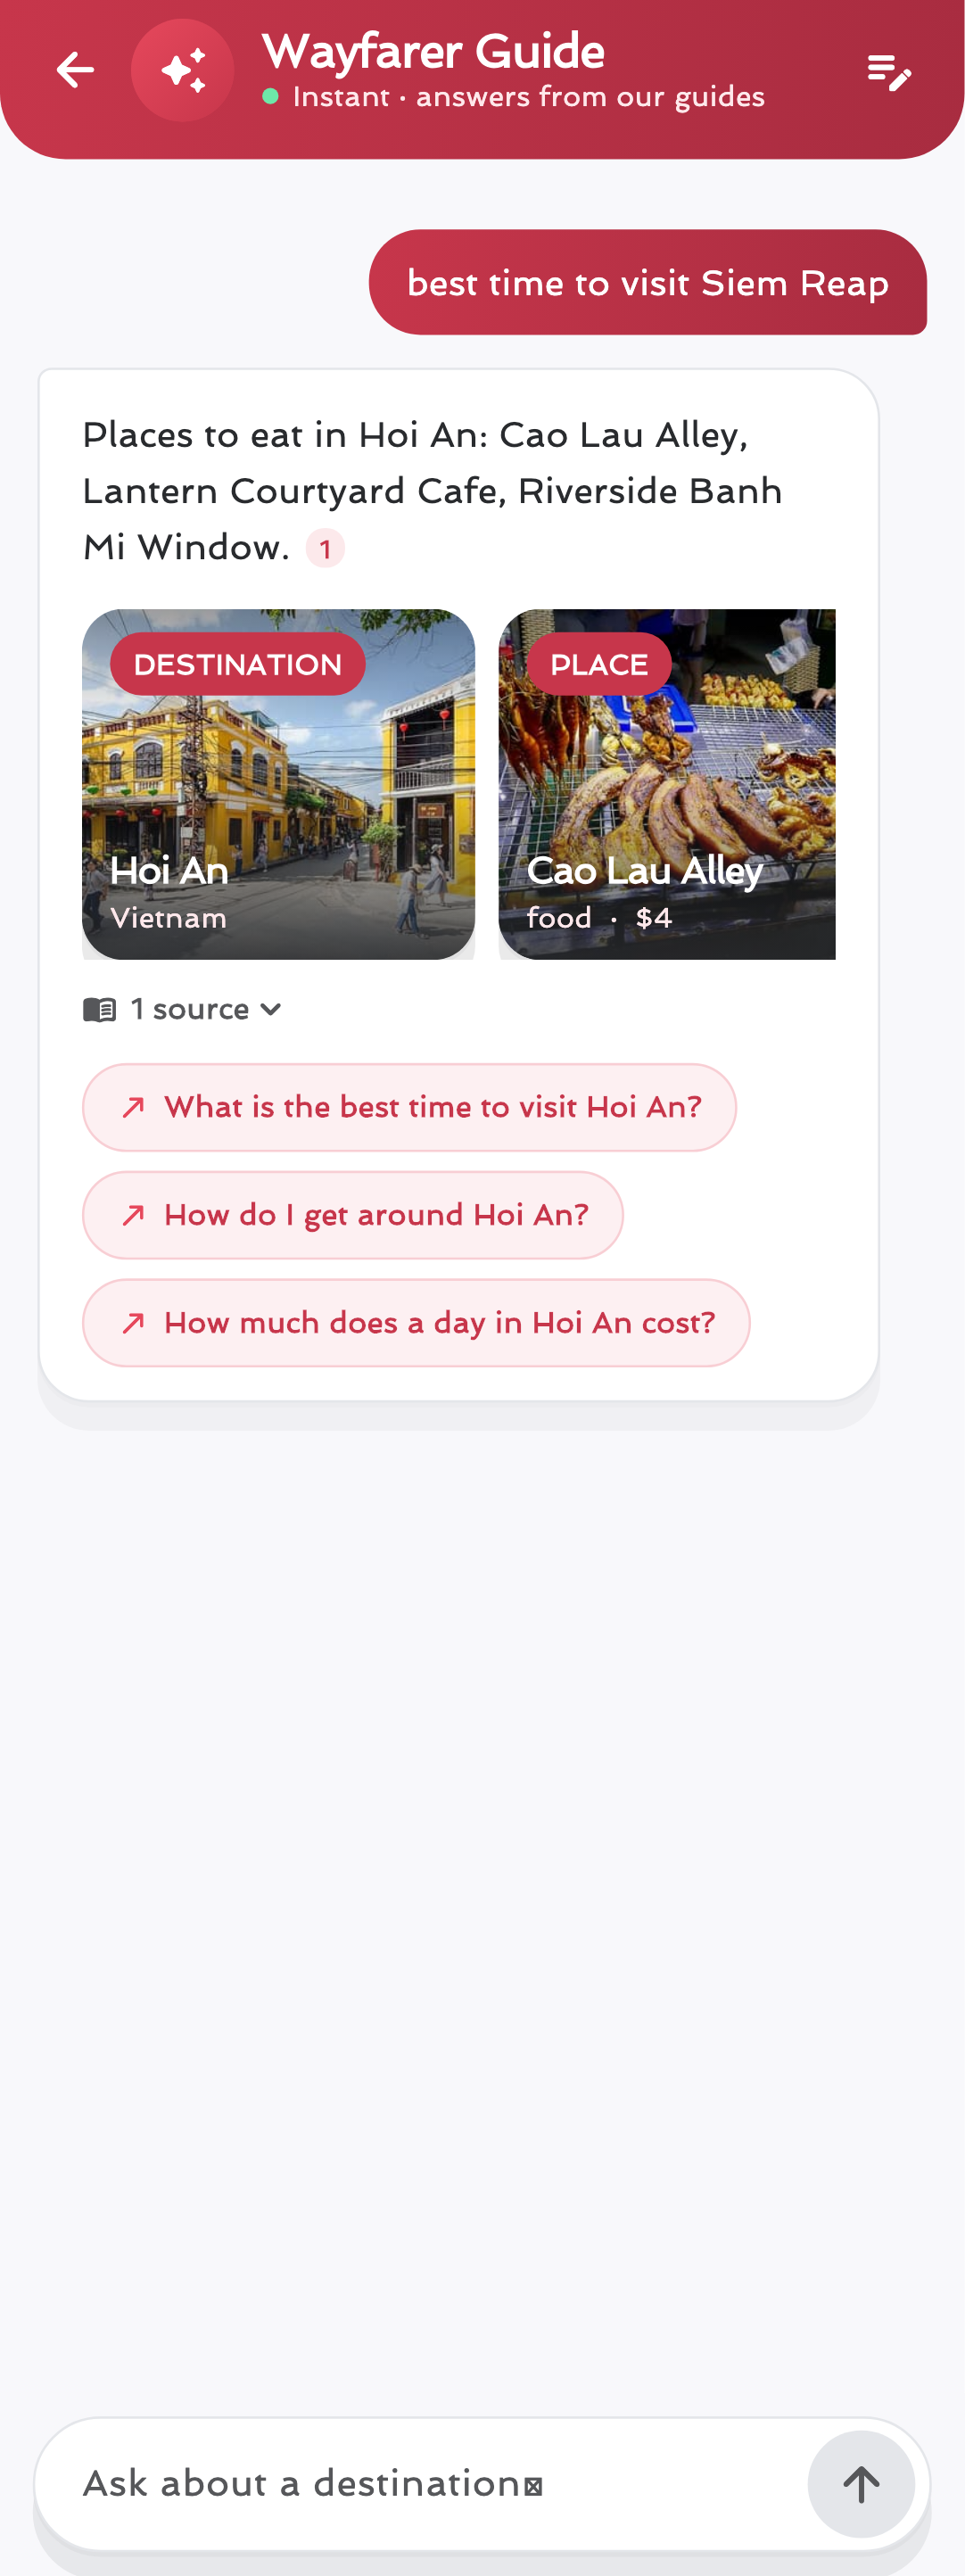 Wayfarer Guide
Instant · answers from our guides
best time to visit Siem Reap
Places to eat in Hoi An: Cao Lau Alley,
Lantern Courtyard Cafe, Riverside Banh
Mi Window. 1
DESTINATION
Hoi An
Vietnam
PLACE
Cao Lau Alley
food · $4
1 source
What is the best time to visit Hoi An?
How do I get around Hoi An?
How much does a day in Hoi An cost?
Ask about a destination